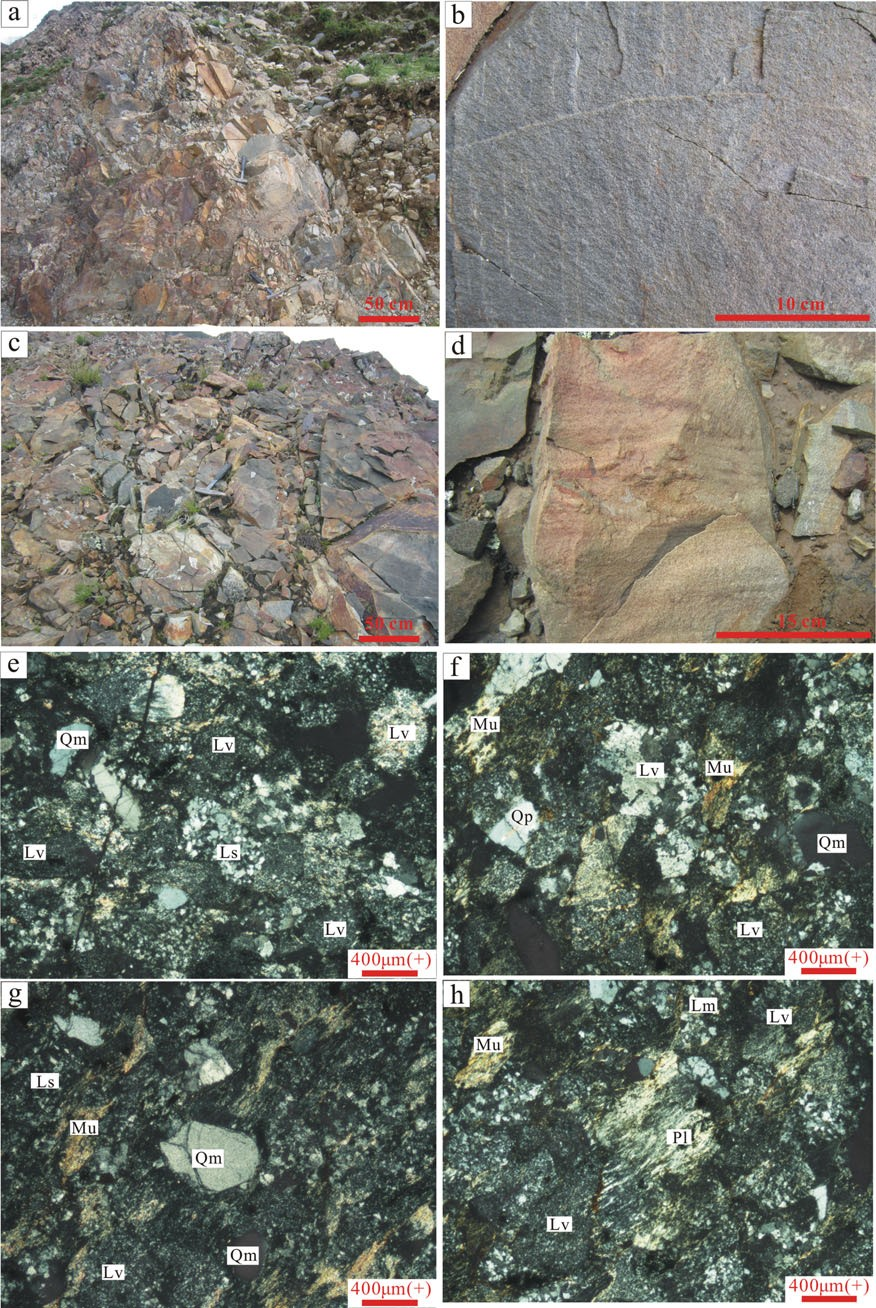 a
b
50 cm
10 cm
c
d
50 cm
15 cm
e
Qm
Lv
Lv
Lv
Ls
Lv
400μm(+)
f
Mu
Lv
Mu
Qp
Qm
Lv
400μm(+)
g
Ls
Mu
Qm
Qm
Lv
400μm(+)
h
Lm
Lv
Mu
Pl
Lv
400μm(+)